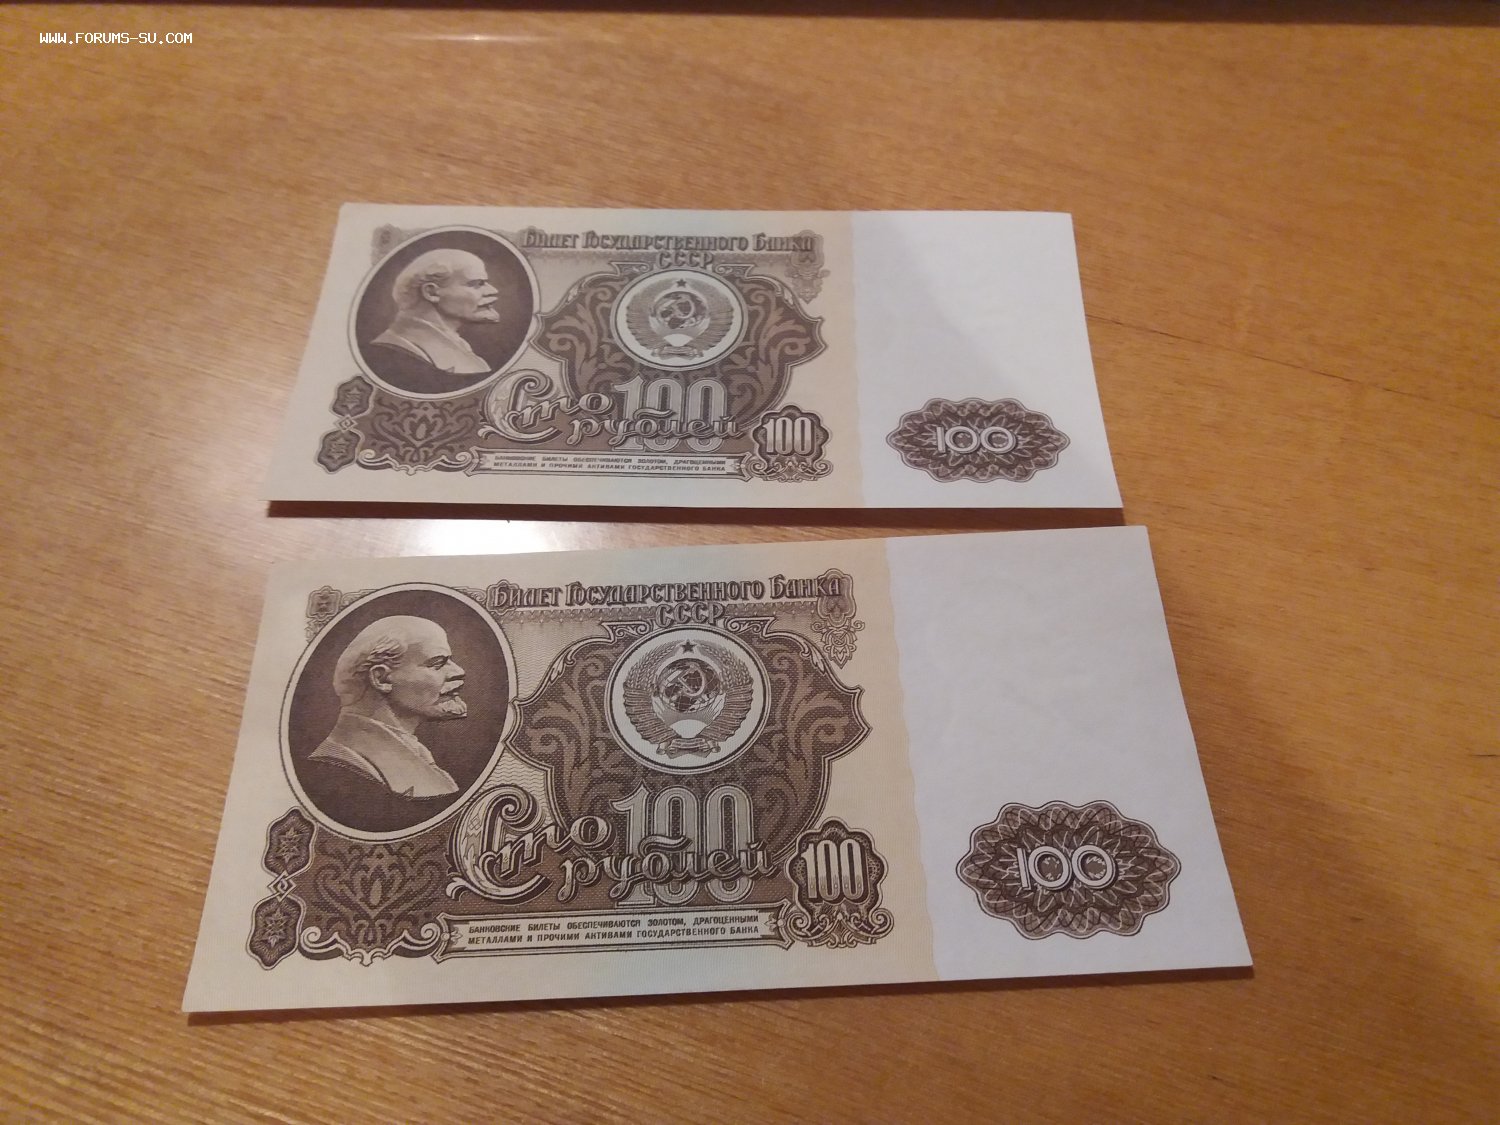 WWW.FORUMS-SU.COM
Билет Государственного Банка
СССР
100
Сто
рублей
100
100
БАНКОВСКИЕ БИЛЕТЫ ОБЕСПЕЧИВАЮТСЯ ЗОЛОТОМ, ДРАГОЦЕННЫМИ
МЕТАЛЛАМИ И ПРОЧИМИ АКТИВАМИ ГОСУДАРСТВЕННОГО БАНКА
Билет Государственного Банка
СССР
100
Сто
рублей
100
100
БАНКОВСКИЕ БИЛЕТЫ ОБЕСПЕЧИВАЮТСЯ ЗОЛОТОМ, ДРАГОЦЕННЫМИ
МЕТАЛЛАМИ И ПРОЧИМИ АКТИВАМИ ГОСУДАРСТВЕННОГО БАНКА